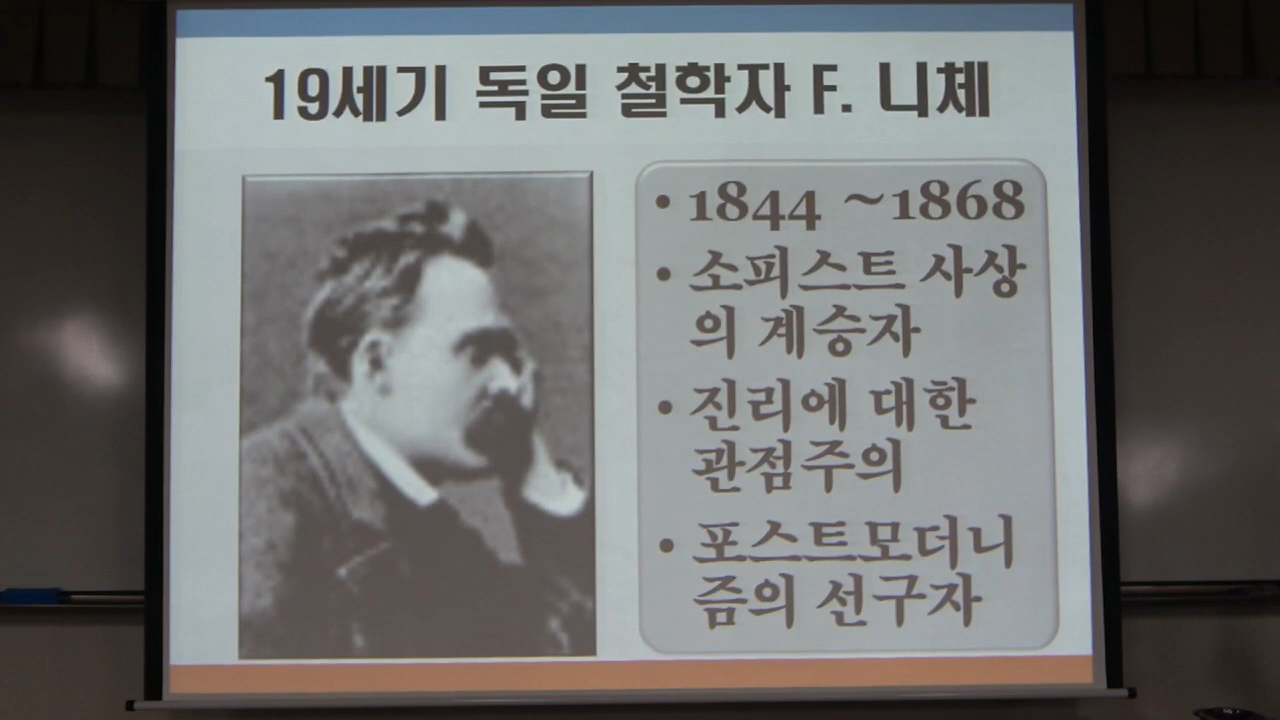 19세기 독일 철학자 F. 니체
• 1844 ~1868
• 소피스트 사상
의 계승자
• 진리에 대한
관점주의
• 포스트모더니
즘의 선구자